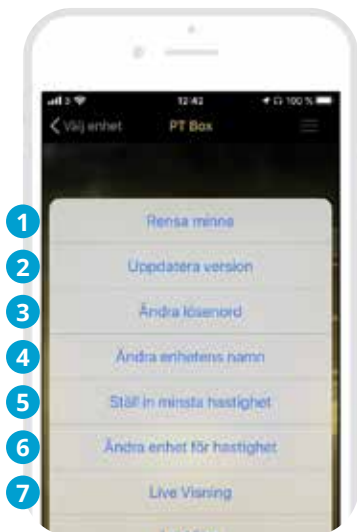 3 12:42 100 %
Välj enhet PT Box
1 Rensa minne
2 Uppdatera version
3 Ändra lösenord
4 Ändra enhetens namn
5 Ställ in minsta hastighet
6 Ändra enhet för hastighet
7 Live Visning